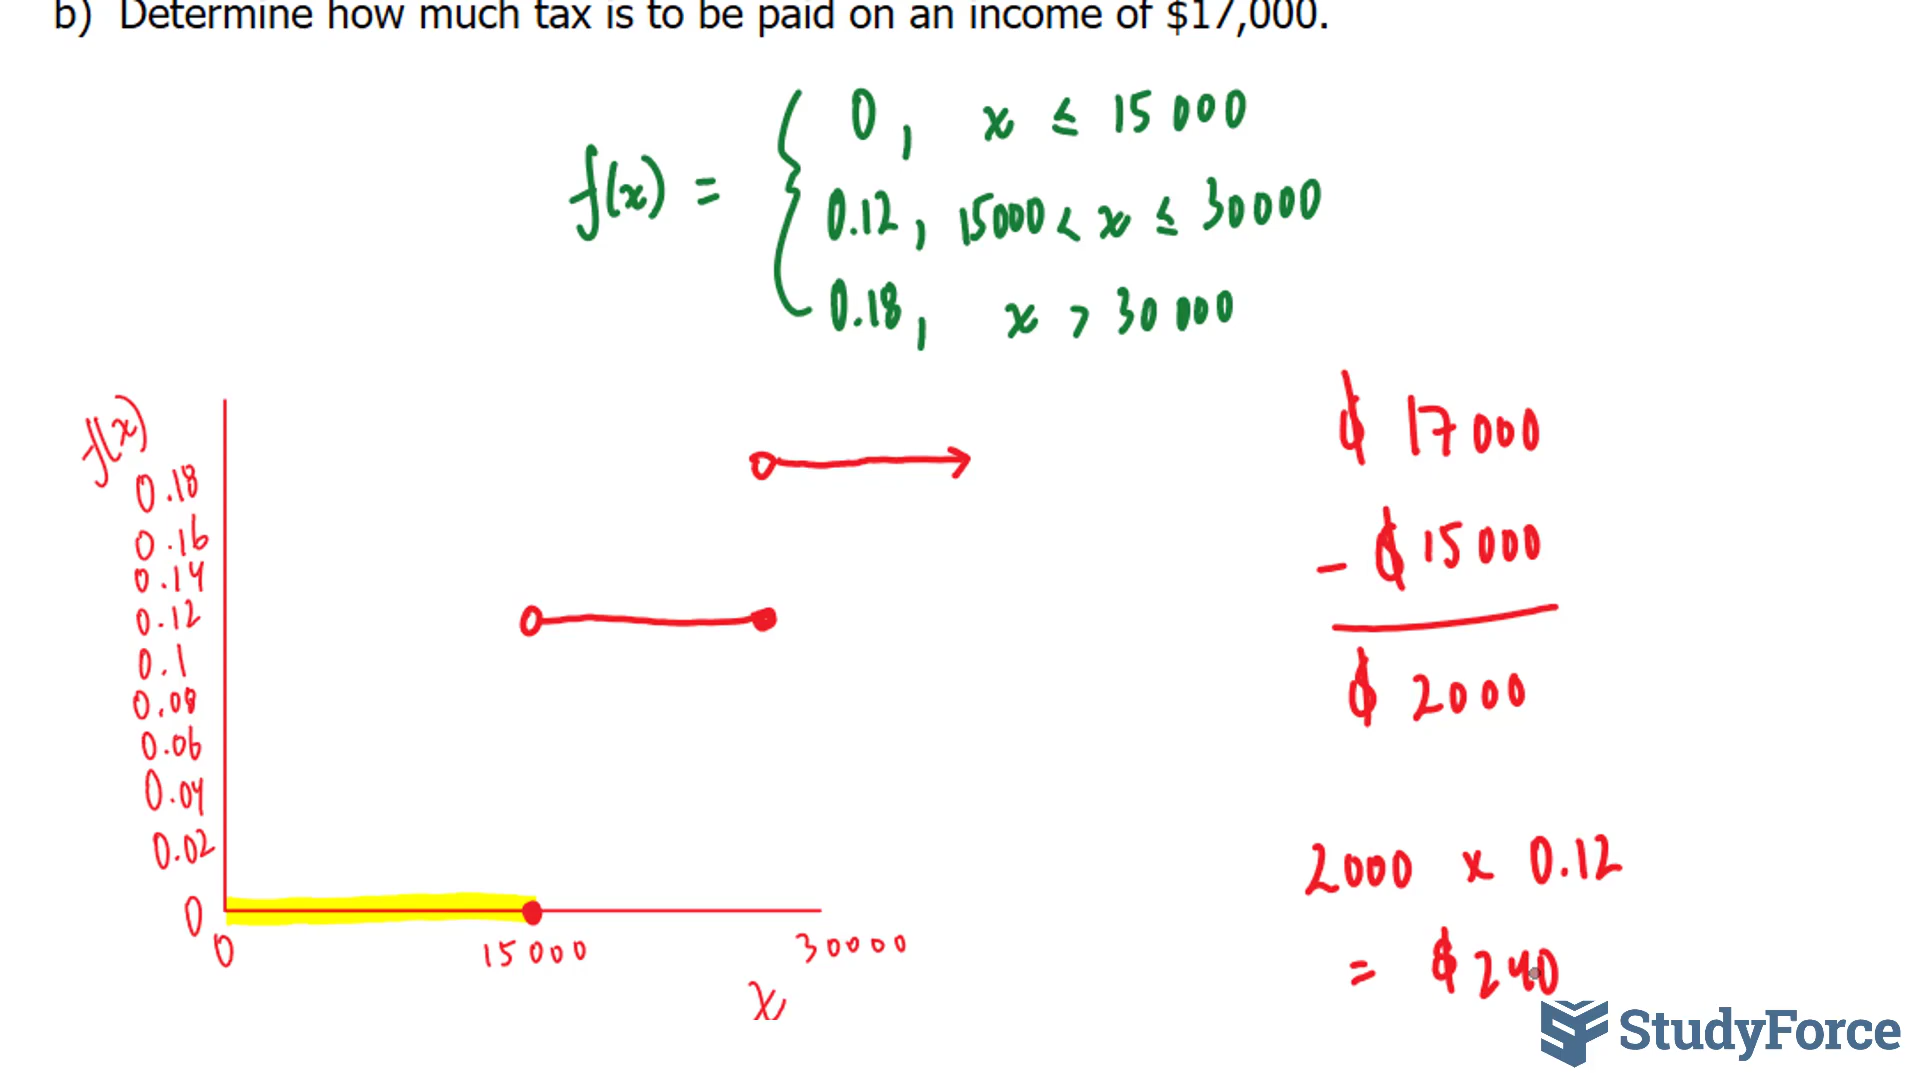 b) Determine how much tax is to be paid on an income of $17,000.
f(x) = { 0, x ≤ 15 000
0.12, 15000 < x ≤ 30000
0.18, x > 30 000
f(x)
0.18
0.16
0.14
0.12
0.1
0.08
0.06
0.04
0.02
0
0
15000
30000
x
$ 17 000
- $ 15 000
$ 2000
2000 x 0.12
= $240
StudyForce